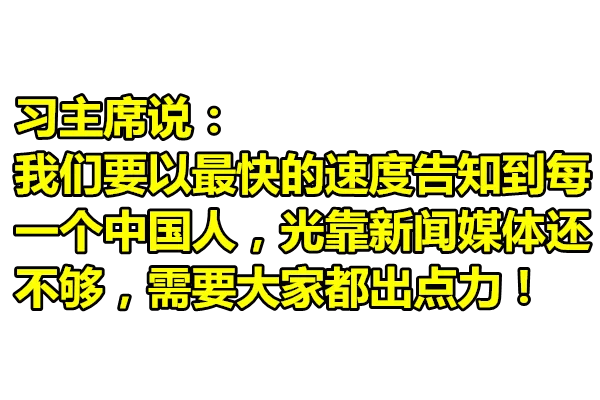 习主席说：
我们要以最快的速度告知到每
一个中国人，光靠新闻媒体还
不够，需要大家都出点力！